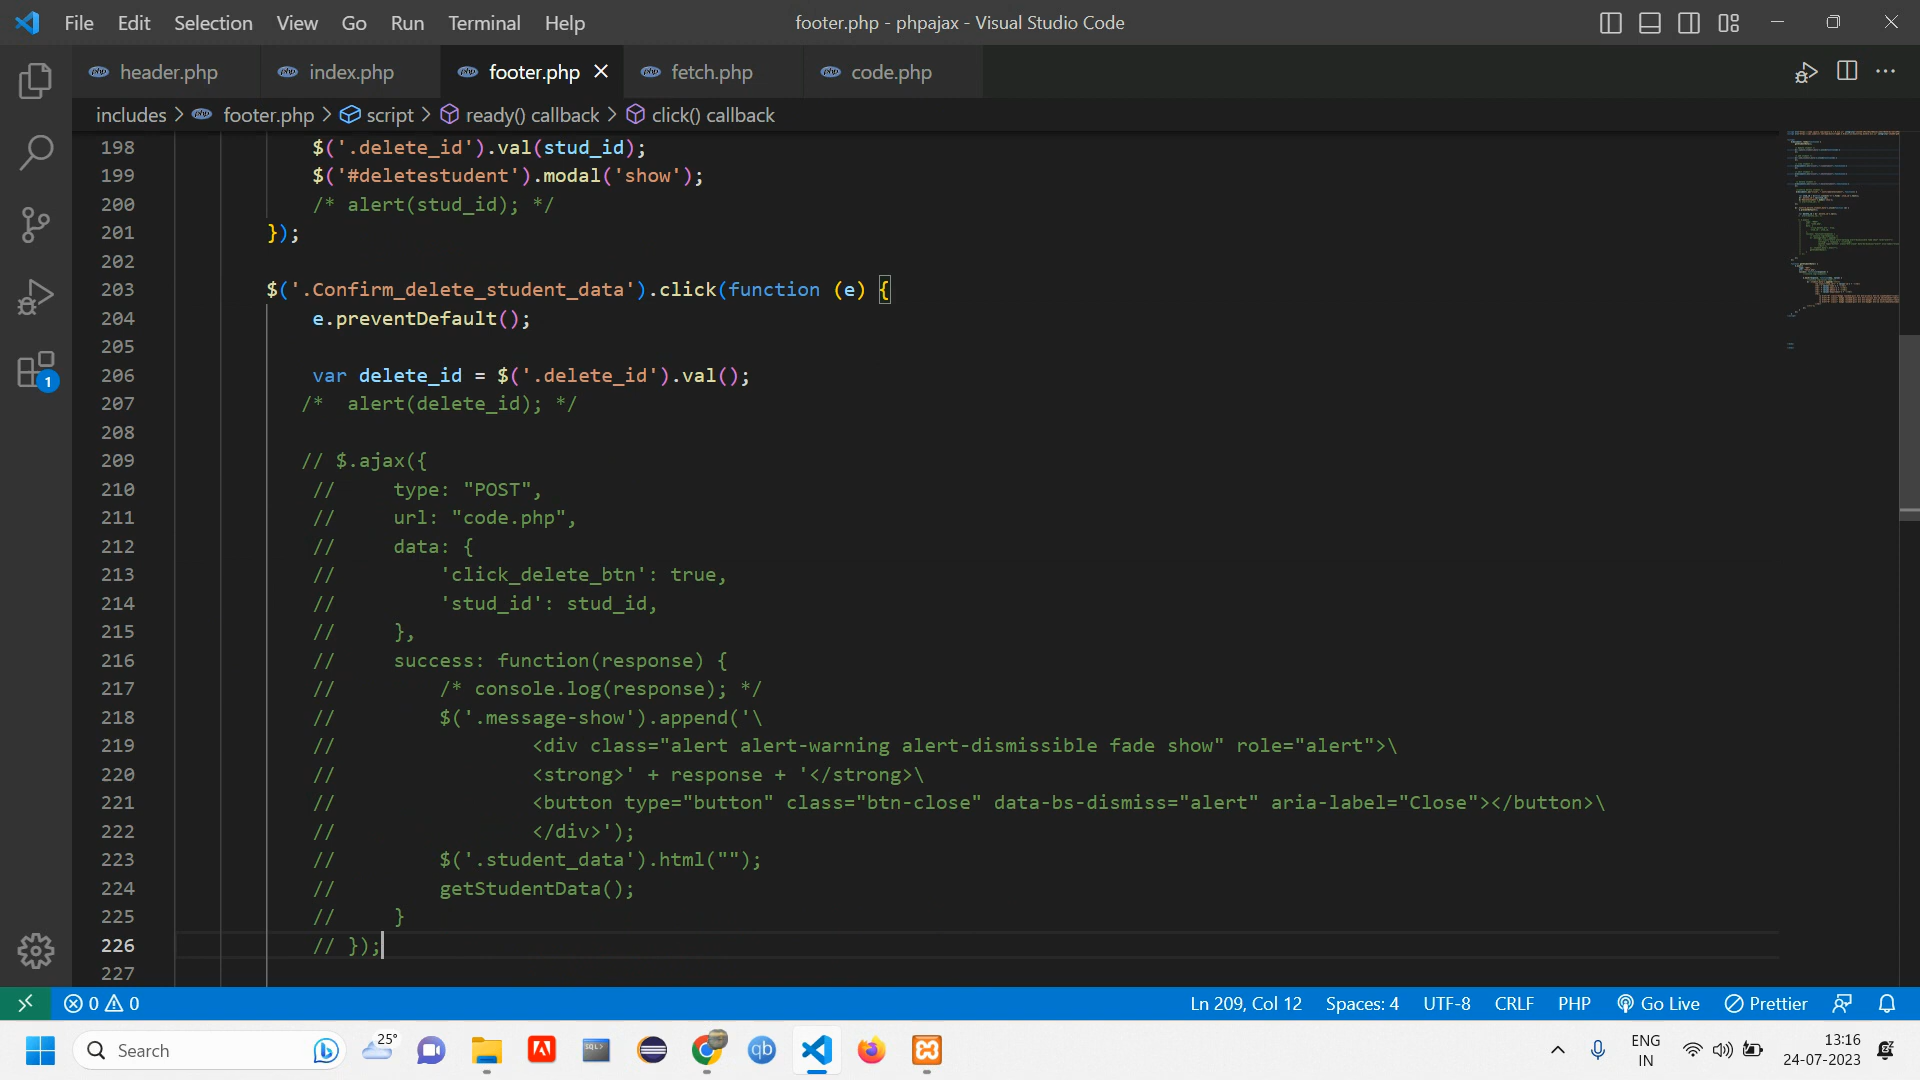 File Edit Selection View Go Run Terminal Help footer.php - phpajax - Visual Studio Code
header.php index.php footer.php fetch.php code.php
includes > footer.php > script > ready() callback > click() callback
198 $('.delete_id').val(stud_id);
199 $('#deletestudent').modal('show');
200 /* alert(stud_id); */
201 });
202
203 $('.Confirm_delete_student_data').click(function (e) {
204 e.preventDefault();
205
206 var delete_id = $('.delete_id').val();
207 /*  alert(delete_id); */
208
209 // $.ajax({
210 //     type: "POST",
211 //     url: "code.php",
212 //     data: {
213 //         'click_delete_btn': true,
214 //         'stud_id': stud_id,
215 //     },
216 //     success: function(response) {
217 //         /* console.log(response); */
218 //         $('.message-show').append('\
219 //                 <div class="alert alert-warning alert-dismissible fade show" role="alert">\
220 //                 <strong>' + response + '</strong>\
221 //                 <button type="button" class="btn-close" data-bs-dismiss="alert" aria-label="Close"></button>\
222 //                 </div>');
223 //         $('.student_data').html("");
224 //         getStudentData();
225 //     }
226 // });
227
1
0 0 Ln 209, Col 12 Spaces: 4 UTF-8 CRLF PHP Go Live Prettier
Search 25° SQL> qb ENG IN 13:16 24-07-2023